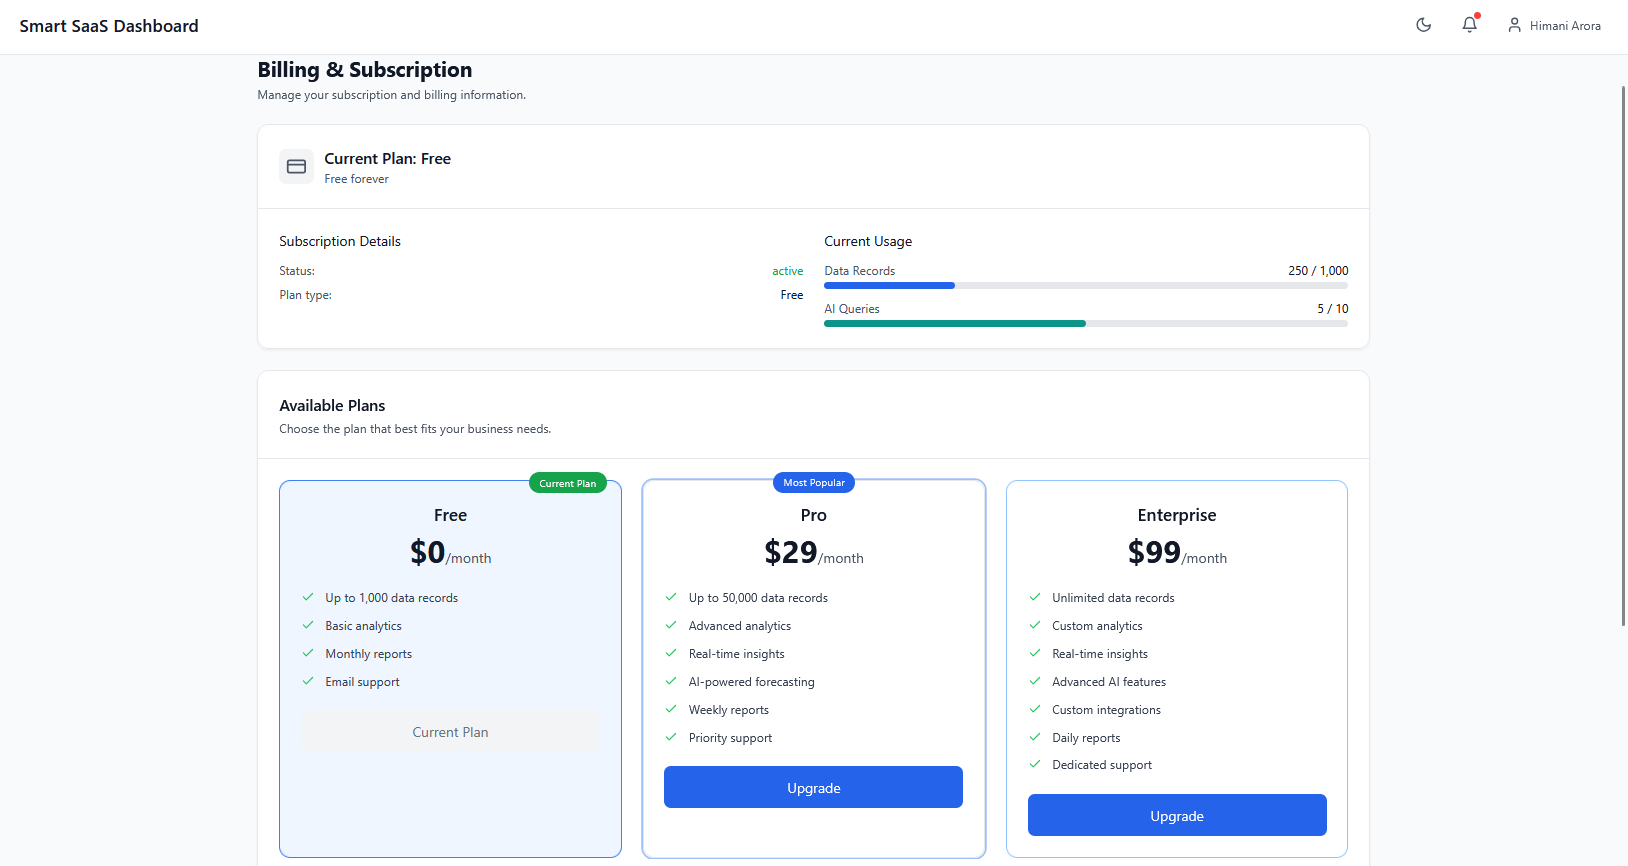 Smart SaaS Dashboard
Himani Arora
Billing & Subscription
Manage your subscription and billing information.
Current Plan: Free
Free forever
Subscription Details
Status: active
Plan type: Free
Current Usage
Data Records 250 / 1,000
AI Queries 5 / 10
Available Plans
Choose the plan that best fits your business needs.
Current Plan
Free
$0/month
Up to 1,000 data records
Basic analytics
Monthly reports
Email support
Current Plan
Most Popular
Pro
$29/month
Up to 50,000 data records
Advanced analytics
Real-time insights
AI-powered forecasting
Weekly reports
Priority support
Upgrade
Enterprise
$99/month
Unlimited data records
Custom analytics
Real-time insights
Advanced AI features
Custom integrations
Daily reports
Dedicated support
Upgrade